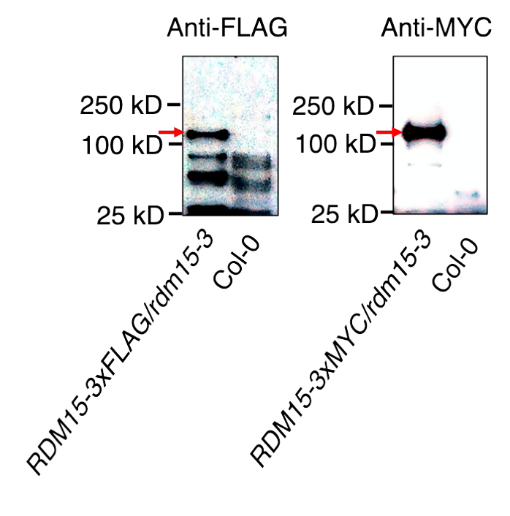 Anti-FLAG
250 kD
100 kD
25 kD
RDM15-3xFLAG/rdm15-3
Col-0
Anti-MYC
250 kD
100 kD
25 kD
RDM15-3xMYC/rdm15-3
Col-0